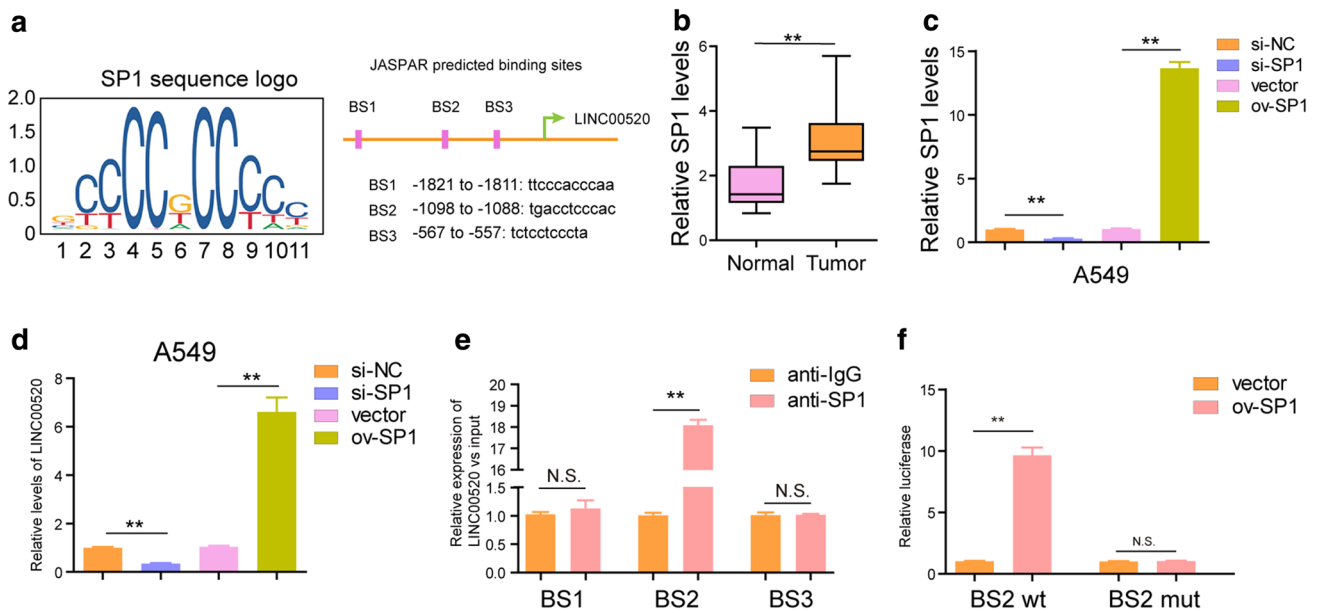 a
SP1 sequence logo
2.0
1.5
1.0
0.5
0
1 2 3 4 5 6 7 8 9 10 11
JASPAR predicted binding sites
BS1 BS2 BS3
LINC00520
BS1 -1821 to -1811: ttcccacccaa
BS2 -1098 to -1088: tgacctcccac
BS3 -567 to -557: tctcctcccta
b
Relative SP1 levels
6
4
2
0
**
Normal Tumor
c
Relative SP1 levels
15
10
5
0
**
**
A549
si-NC
si-SP1
vector
ov-SP1
d
A549
Relative levels of LINC00520
8
6
4
2
0
**
**
si-NC
si-SP1
vector
ov-SP1
e
Relative expression of
LINC00520 vs input
20
19
18
17
16
1.5
1.0
0.5
0.0
N.S.
**
N.S.
BS1 BS2 BS3
anti-IgG
anti-SP1
f
Relative luciferase
15
10
5
0
**
N.S.
BS2 wt BS2 mut
vector
ov-SP1